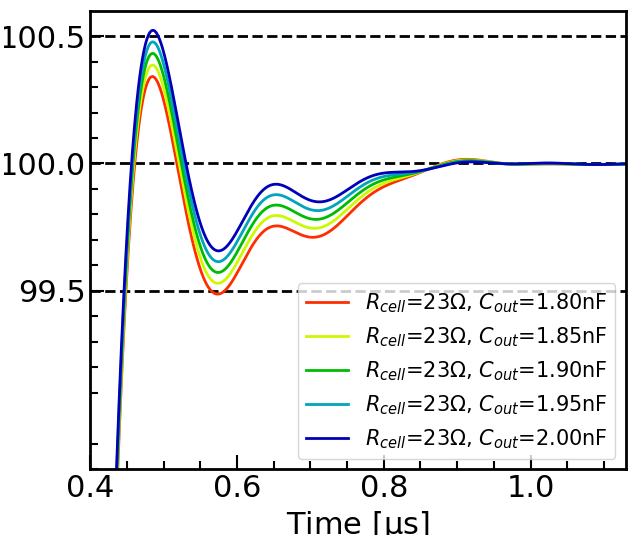 100.5
100.0
99.5
R_cell=23Ω, C_out=1.80nF
R_cell=23Ω, C_out=1.85nF
R_cell=23Ω, C_out=1.90nF
R_cell=23Ω, C_out=1.95nF
R_cell=23Ω, C_out=2.00nF
0.4 0.6 0.8 1.0
Time [μs]